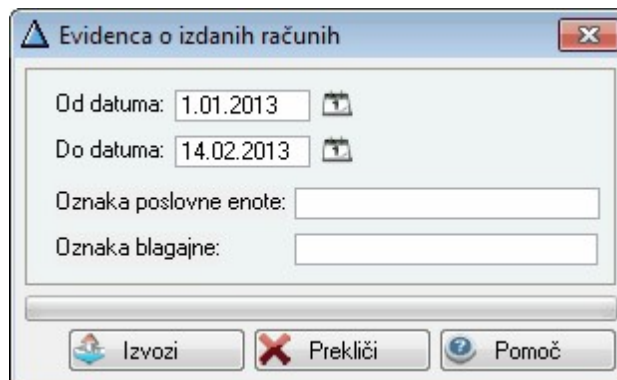 Evidenca o izdanih računih
Od datuma: 1.01.2013
Do datuma: 14.02.2013
Oznaka poslovne enote:
Oznaka blagajne:
Izvozi Prekliči Pomoč